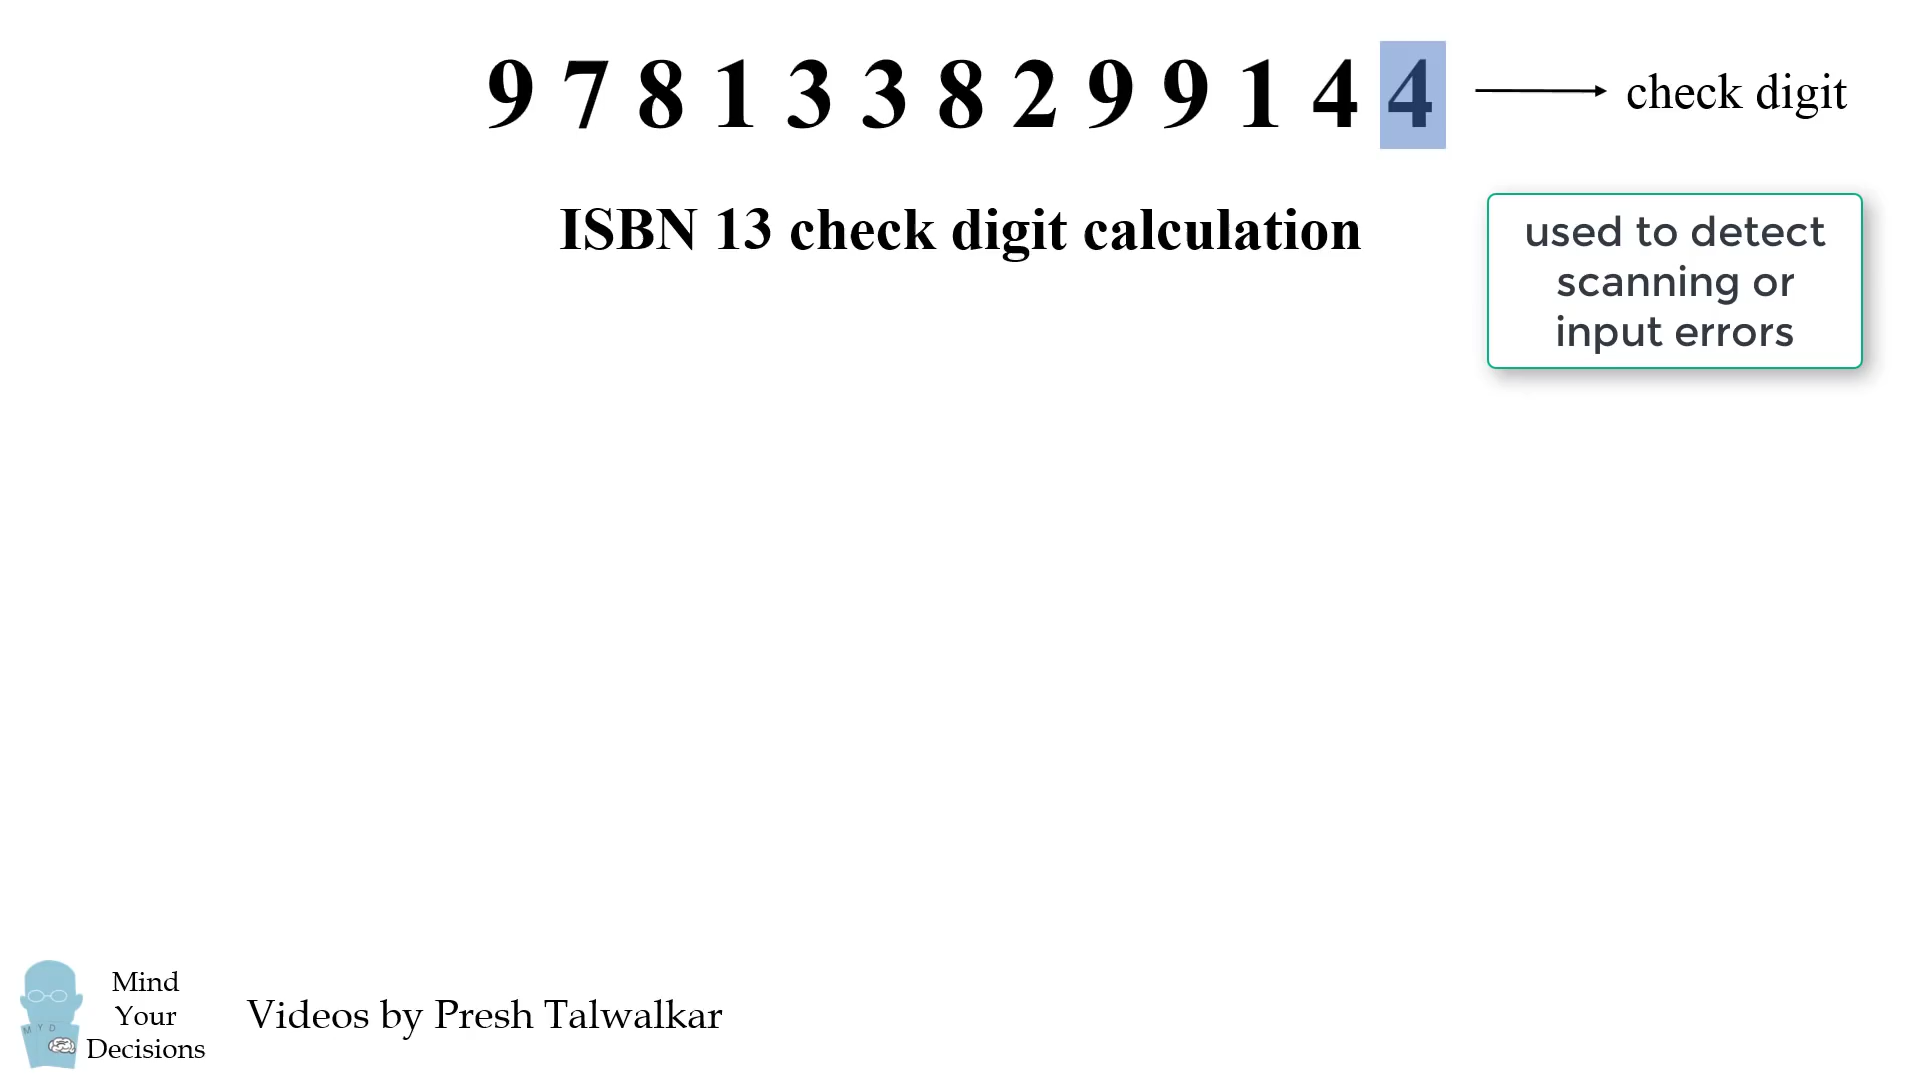 9 7 8 1 3 3 8 2 9 9 1 4 4 check digit
ISBN 13 check digit calculation
used to detect
scanning or
input errors
M Y D
Mind
Your
Decisions
Videos by Presh Talwalkar